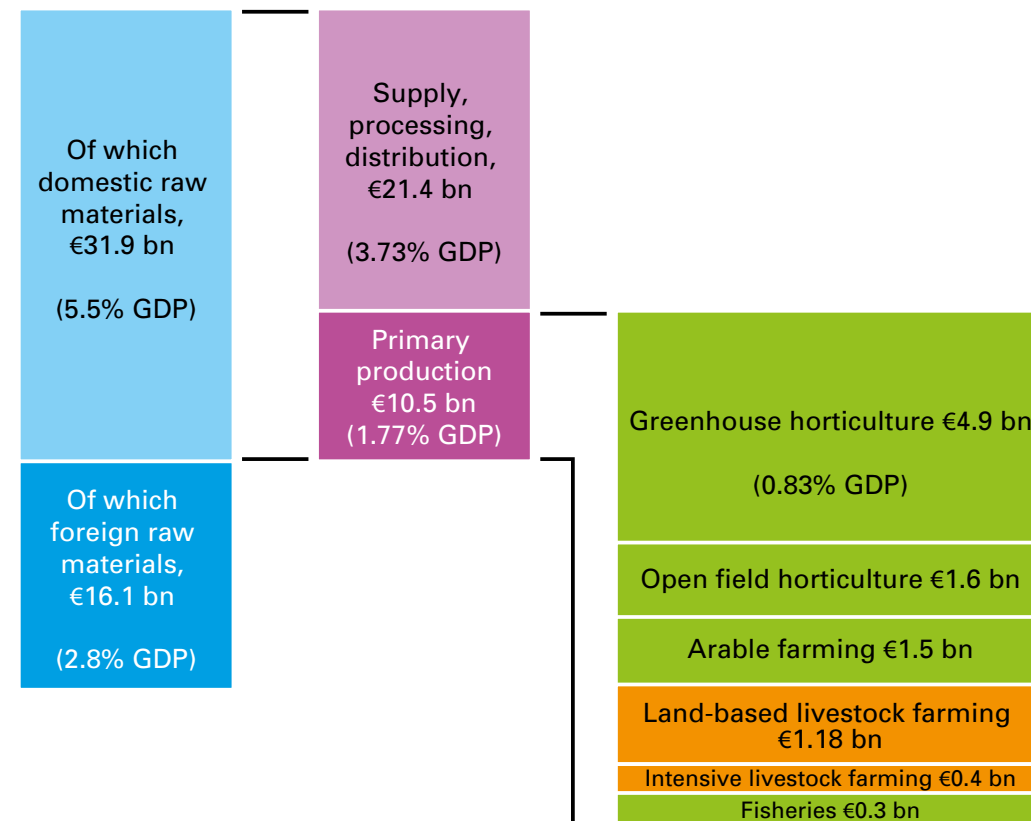 Of which
domestic raw
materials,
€31.9 bn
(5.5% GDP)
Of which
foreign raw
materials,
€16.1 bn
(2.8% GDP)
Supply,
processing,
distribution,
€21.4 bn
(3.73% GDP)
Primary
production
€10.5 bn
(1.77% GDP)
Greenhouse horticulture €4.9 bn
(0.83% GDP)
Open field horticulture €1.6 bn
Arable farming €1.5 bn
Land-based livestock farming
€1.18 bn
Intensive livestock farming €0.4 bn
Fisheries €0.3 bn